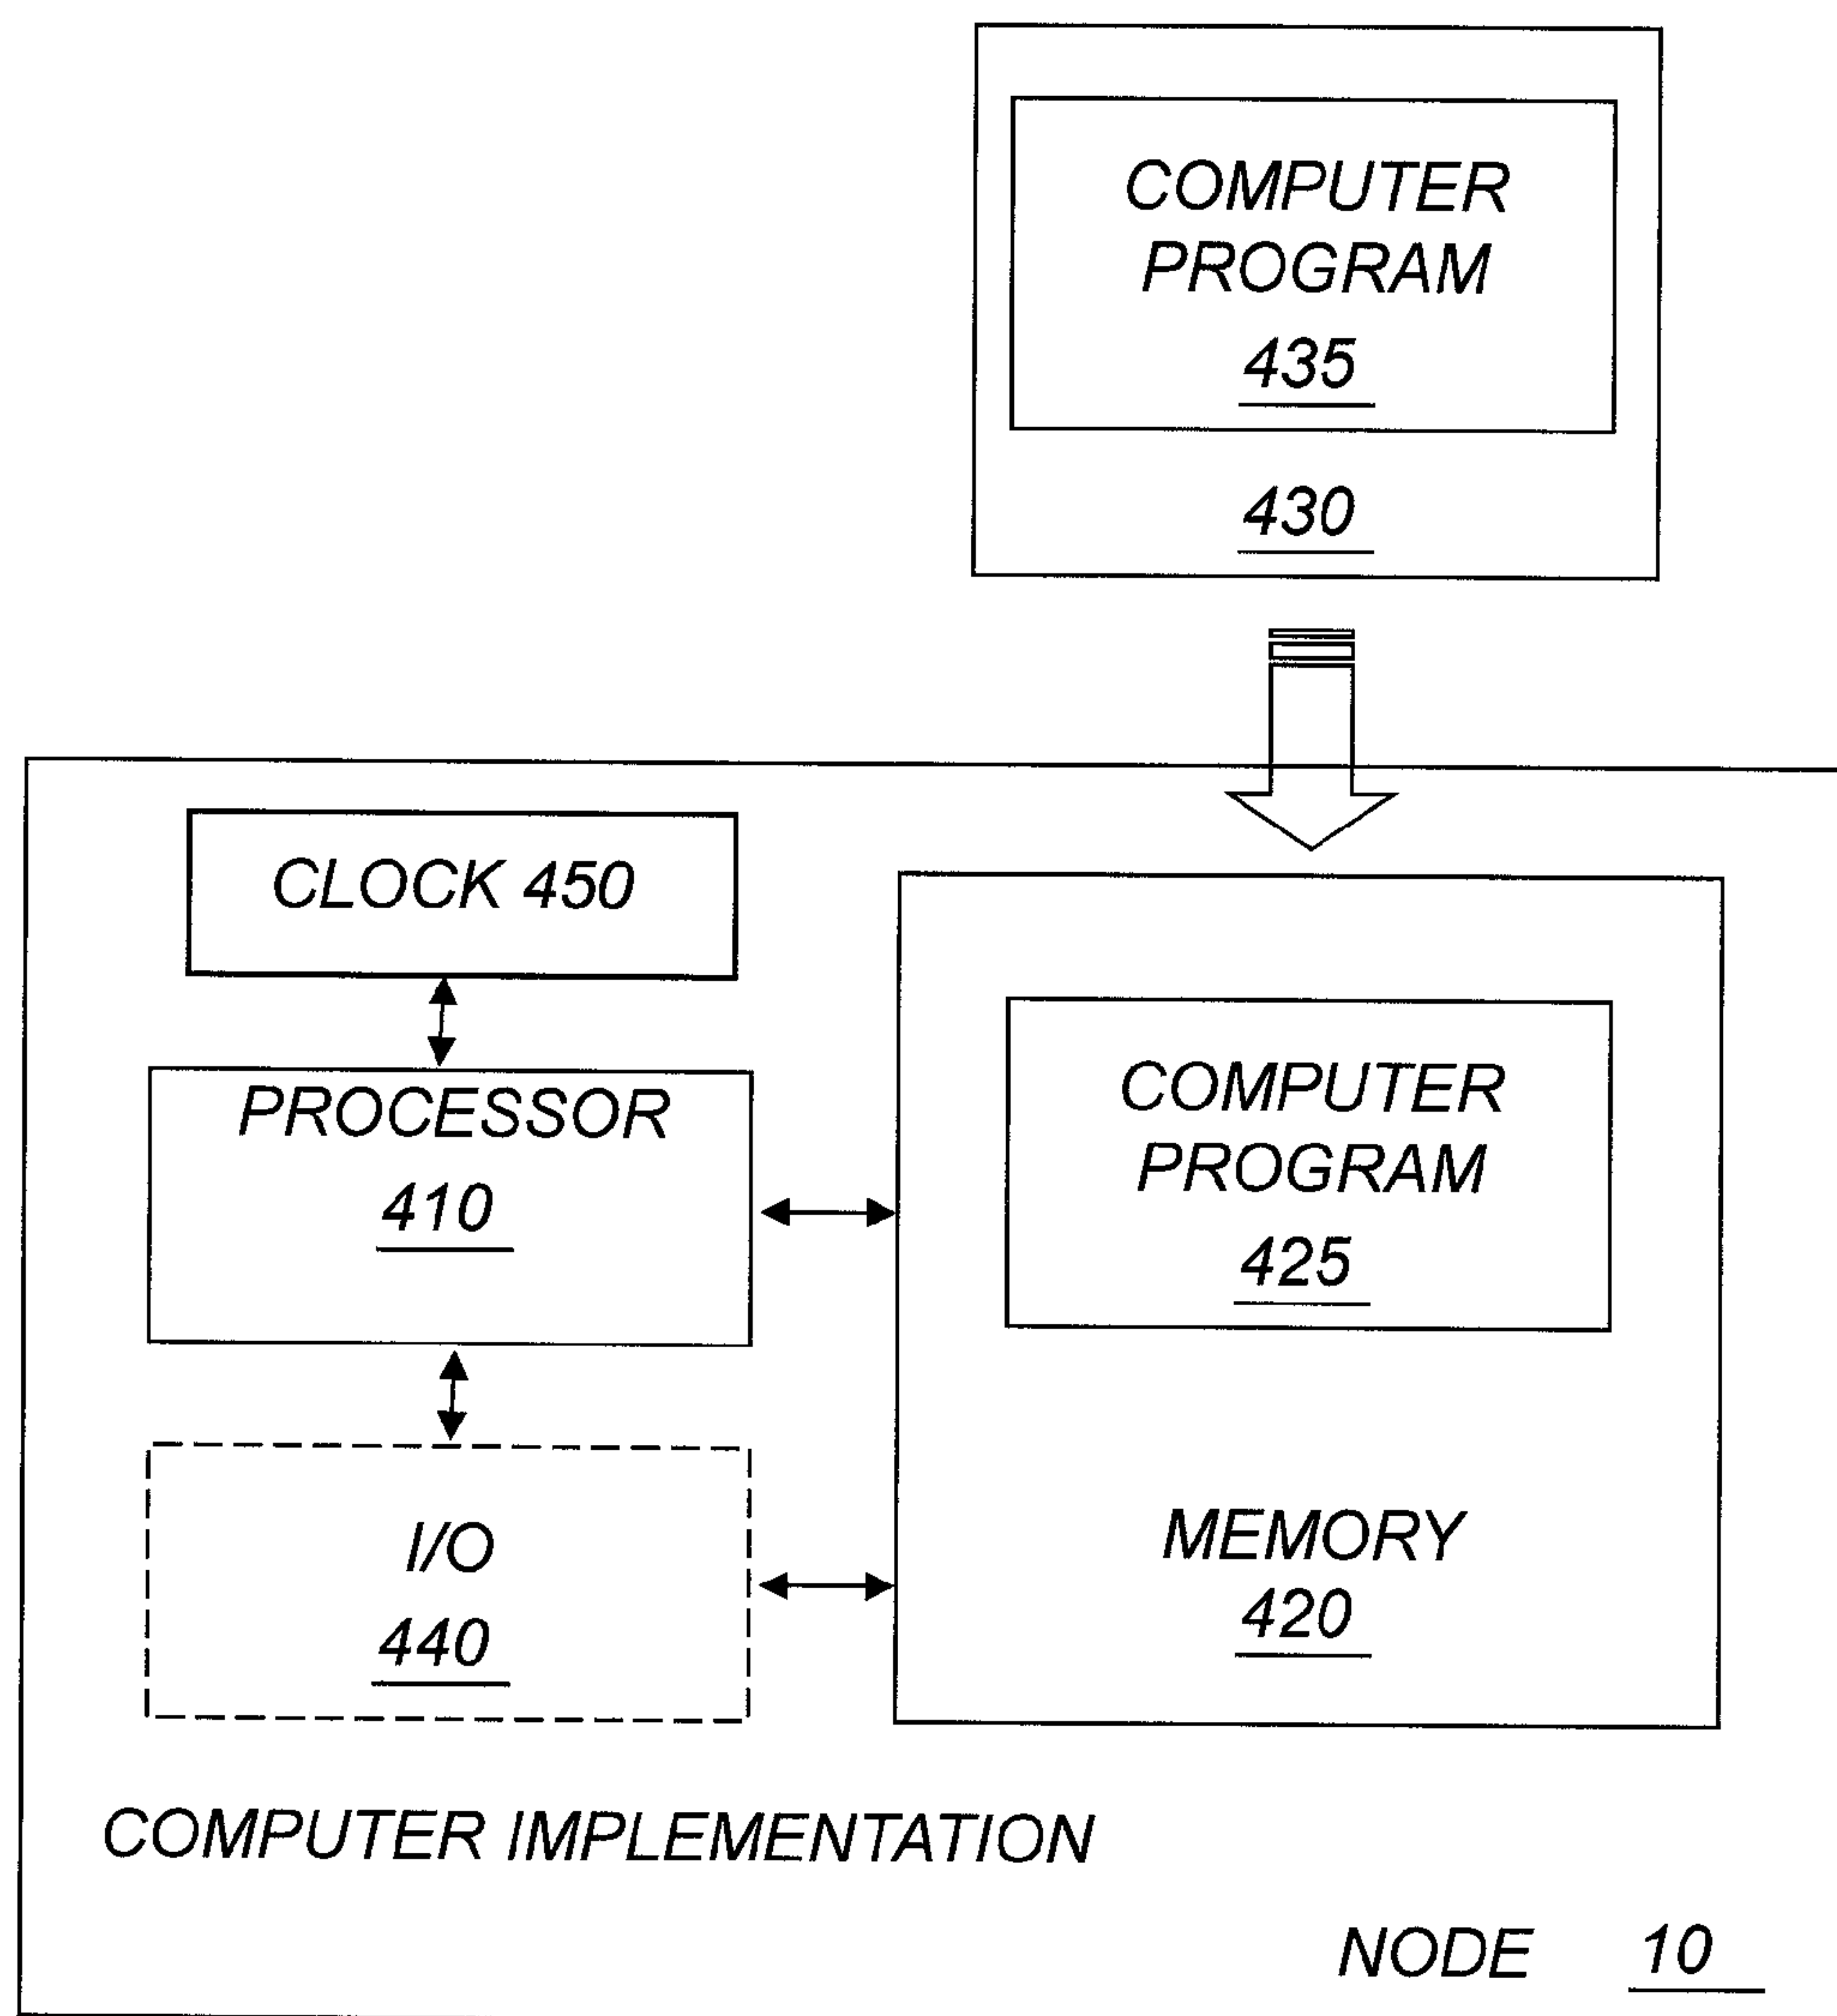 COMPUTER
PROGRAM
435
430
CLOCK 450
PROCESSOR
410
COMPUTER
PROGRAM
425
I/O
440
MEMORY
420
COMPUTER IMPLEMENTATION
NODE 10